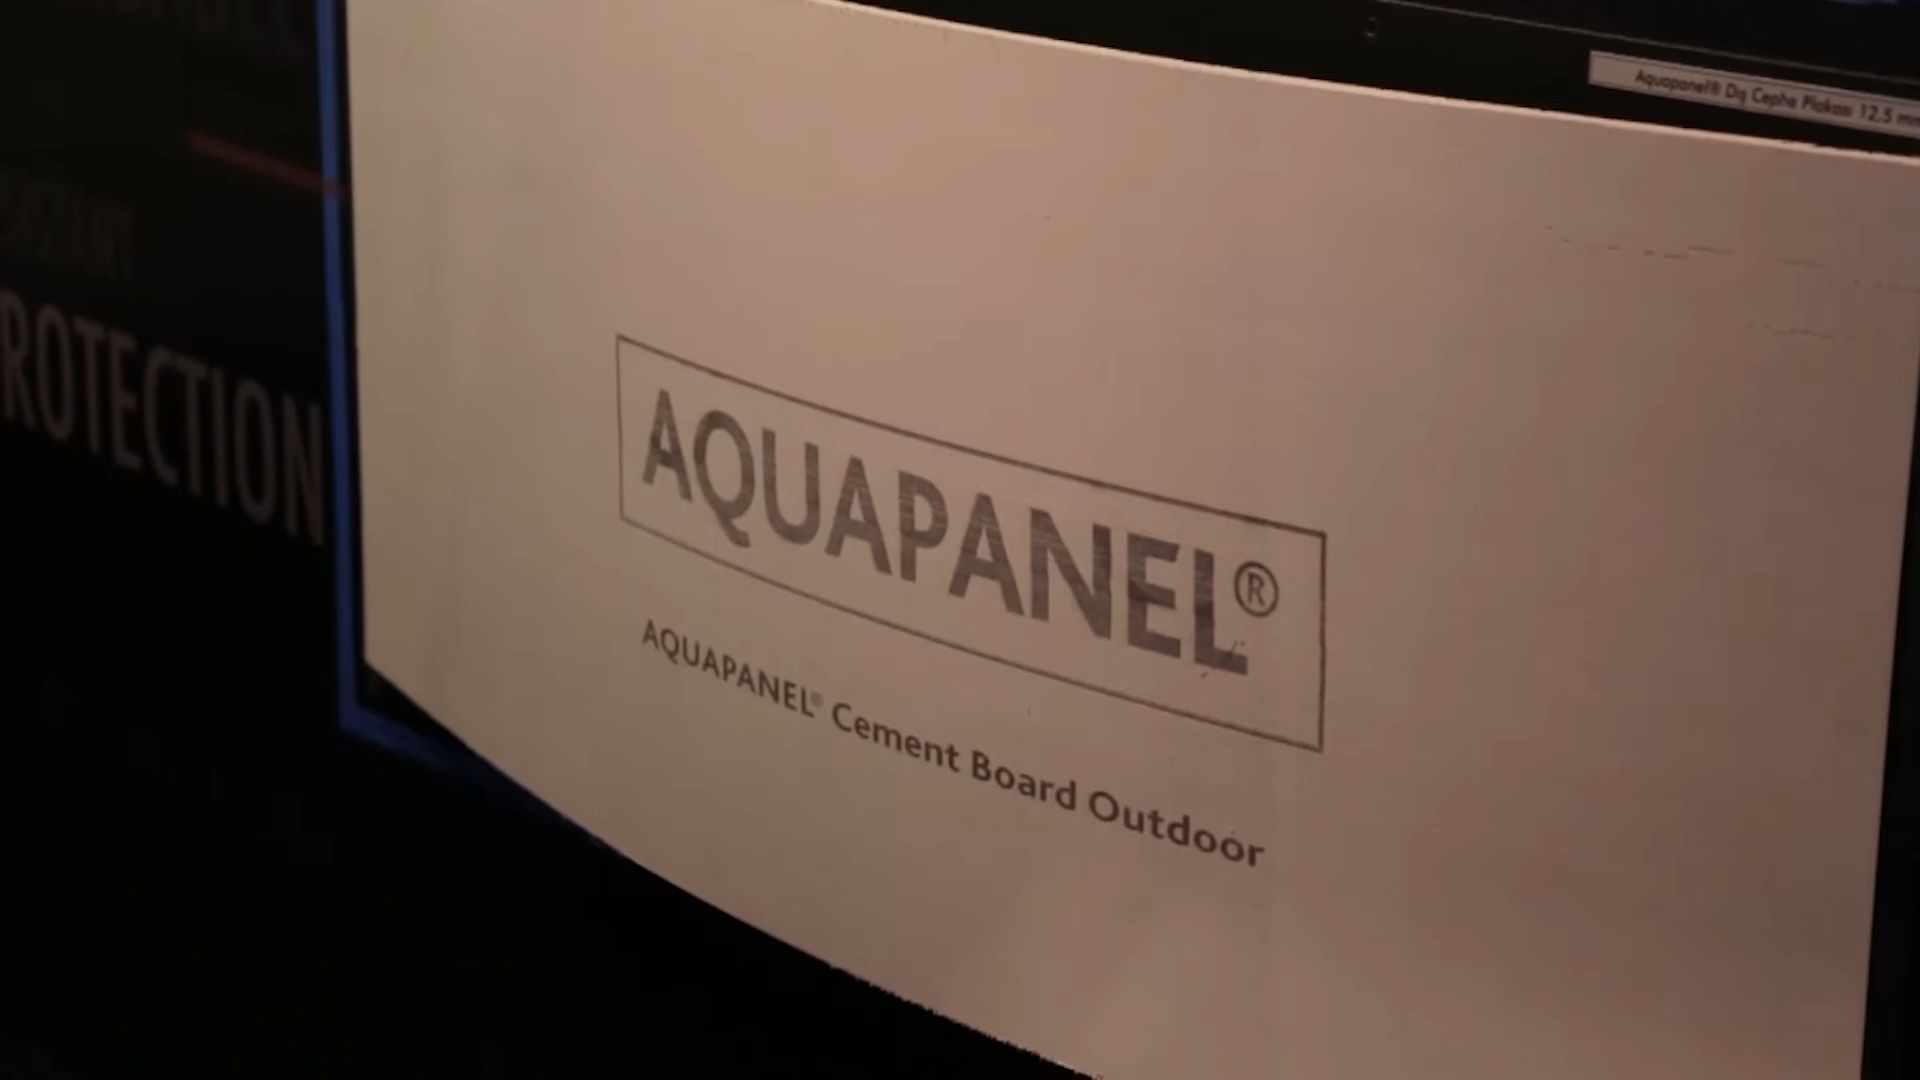 Aquapanel® Dış Cephe Plakası 12.5 mm
ROTECTION
AQUAPANEL®
AQUAPANEL® Cement Board Outdoor